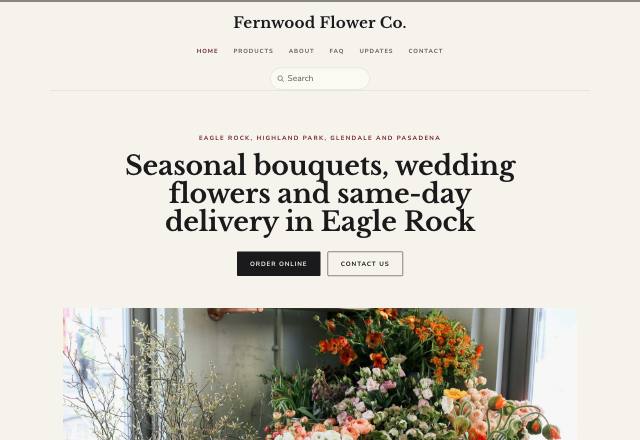 Fernwood Flower Co.
HOME PRODUCTS ABOUT FAQ UPDATES CONTACT
Search
EAGLE ROCK, HIGHLAND PARK, GLENDALE AND PASADENA
Seasonal bouquets, wedding
flowers and same-day
delivery in Eagle Rock
ORDER ONLINE CONTACT US